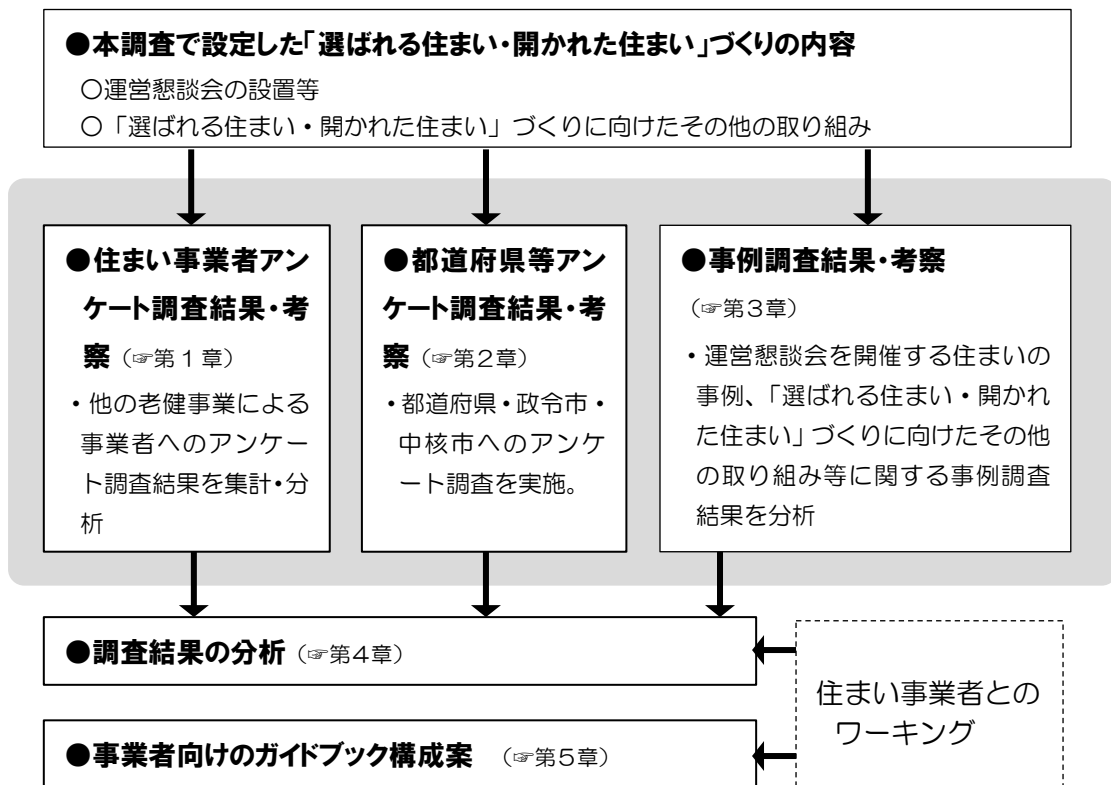 ●本調査で設定した「選ばれる住まい・開かれた住まい」づくりの内容
〇運営懇談会の設置等
〇「選ばれる住まい・開かれた住まい」づくりに向けたその他の取り組み
●住まい事業者アン
ケート調査結果・考
察（☞第１章）
・他の老健事業による
事業者へのアンケー
ト調査結果を集計・分
析
●都道府県等アン
ケート調査結果・考
察（☞第２章）
・都道府県・政令市・
中核市へのアンケ
ート調査を実施。
●事例調査結果・考察
（☞第３章）
・運営懇談会を開催する住まいの
事例、「選ばれる住まい・開かれ
た住まい」づくりに向けたその他
の取り組み等に関する事例調査
結果を分析
●調査結果の分析（☞第４章）
●事業者向けのガイドブック構成案　（☞第５章）
住まい事業者との
ワーキング